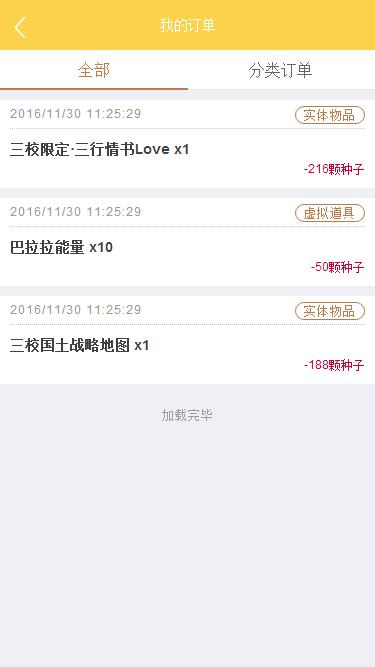 我的订单
全部
分类订单
2016/11/30 11:25:29
实体物品
三校限定·三行情书Love x1
-216颗种子
2016/11/30 11:25:29
虚拟道具
巴拉拉能量 x10
-50颗种子
2016/11/30 11:25:29
实体物品
三校国土战略地图 x1
-188颗种子
加载完毕